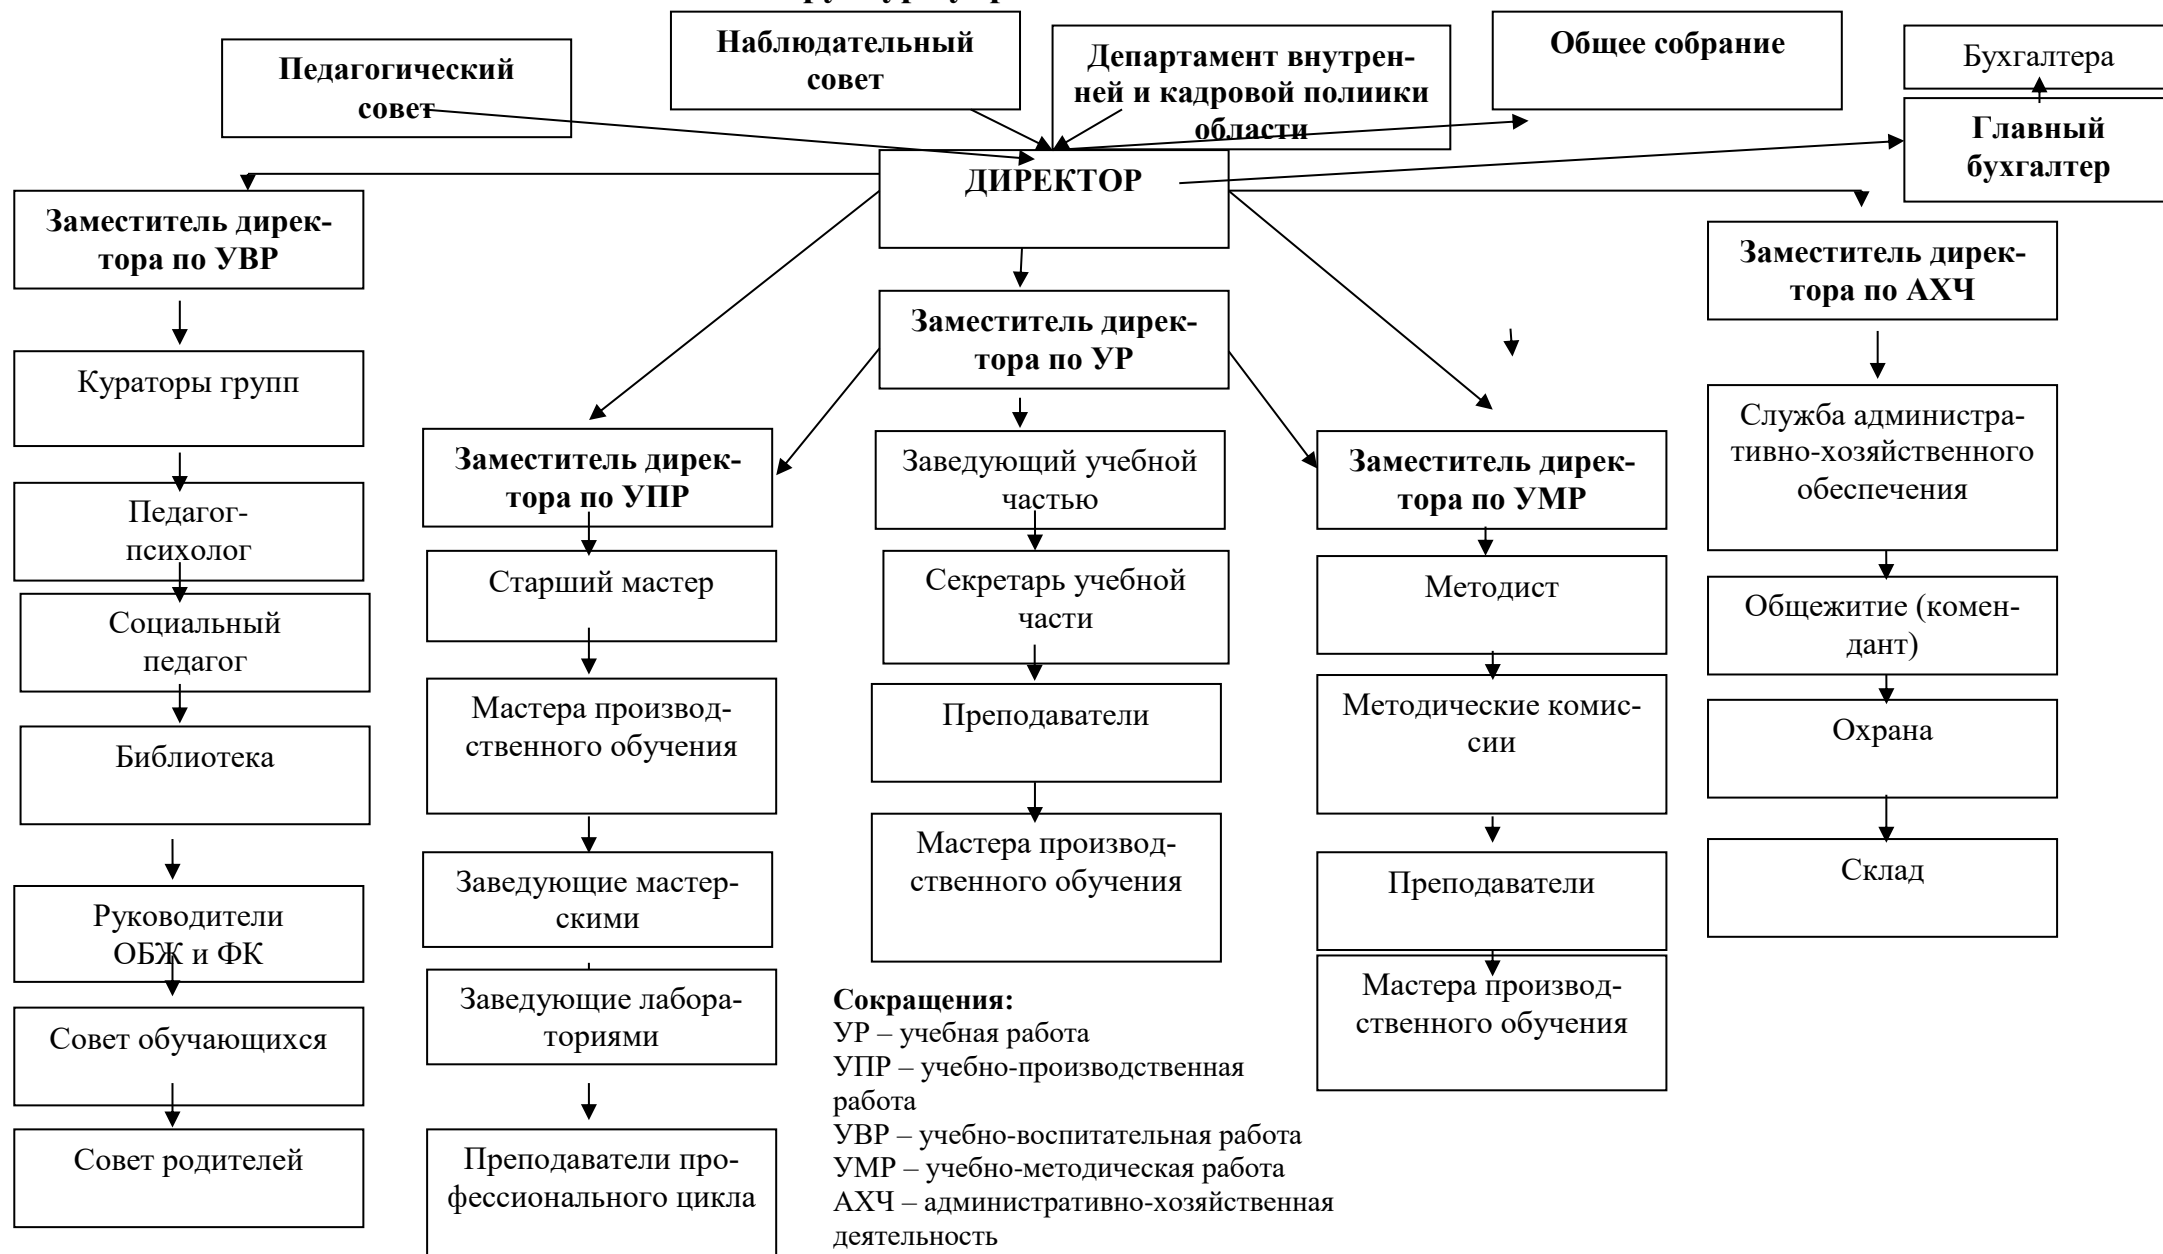 Педагогический
совет
Наблюдательный
совет
Департамент внутрен-
ней и кадровой полиики
области
Общее собрание
Бухгалтера
Главный
бухгалтер
ДИРЕКТОР
Заместитель дирек-
тора по УВР
Кураторы групп
Педагог-
психолог
Социальный
педагог
Библиотека
Руководители
ОБЖ и ФК
Совет обучающихся
Совет родителей
Заместитель дирек-
тора по УПР
Старший мастер
Мастера производ-
ственного обучения
Заведующие мастер-
скими
Заведующие лабора-
ториями
Преподаватели про-
фессионального цикла
Заместитель дирек-
тора по УР
Заведующий учебной
частью
Секретарь учебной
части
Преподаватели
Мастера производ-
ственного обучения
Заместитель дирек-
тора по УМР
Методист
Методические комис-
сии
Преподаватели
Мастера производ-
ственного обучения
Заместитель дирек-
тора по АХЧ
Служба администра-
тивно-хозяйственного
обеспечения
Общежитие (комен-
дант)
Охрана
Склад
Сокращения:
УР – учебная работа
УПР – учебно-производственная
работа
УВР – учебно-воспитательная работа
УМР – учебно-методическая работа
АХЧ – административно-хозяйственная
деятельность